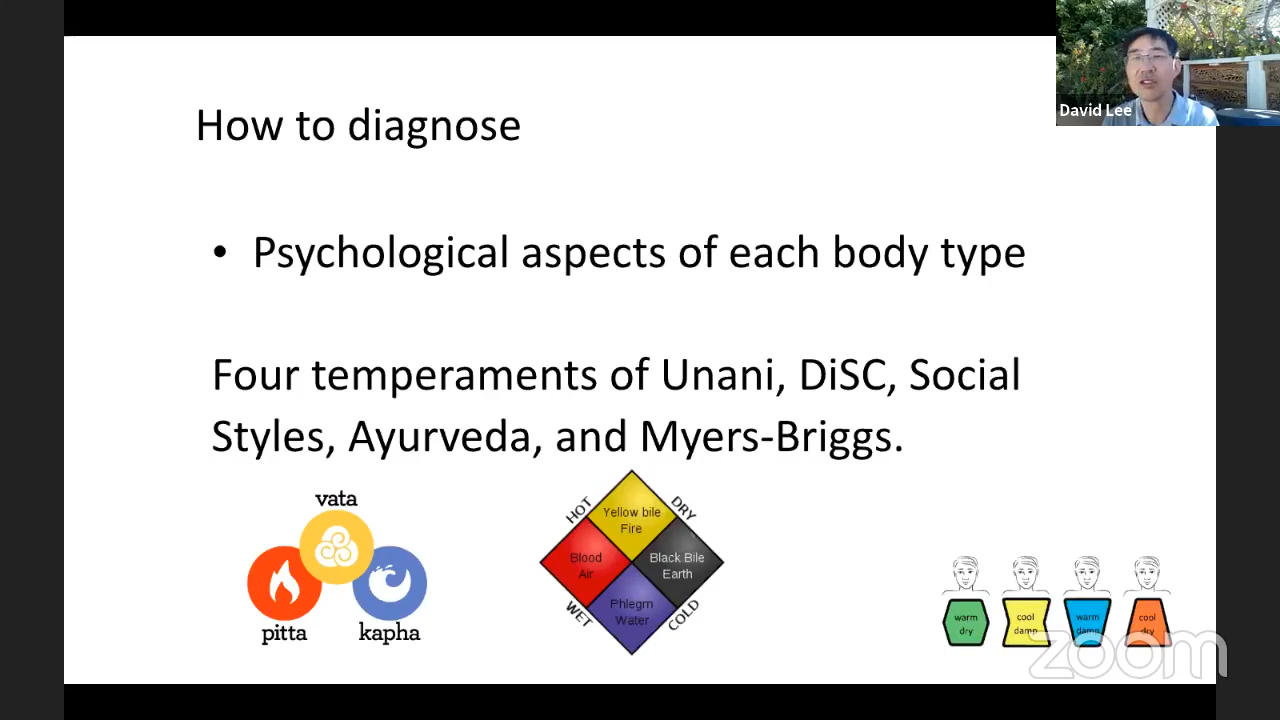 David Lee
How to diagnose
• Psychological aspects of each body type
Four temperaments of Unani, DiSC, Social
Styles, Ayurveda, and Myers-Briggs.
vata
pitta
kapha
HOT
DRY
Yellow bile
Fire
Blood
Air
Black Bile
Earth
Phlegm
Water
WET
COLD
warm
dry
cool
damp
warm
damp
cool
dry
zoom